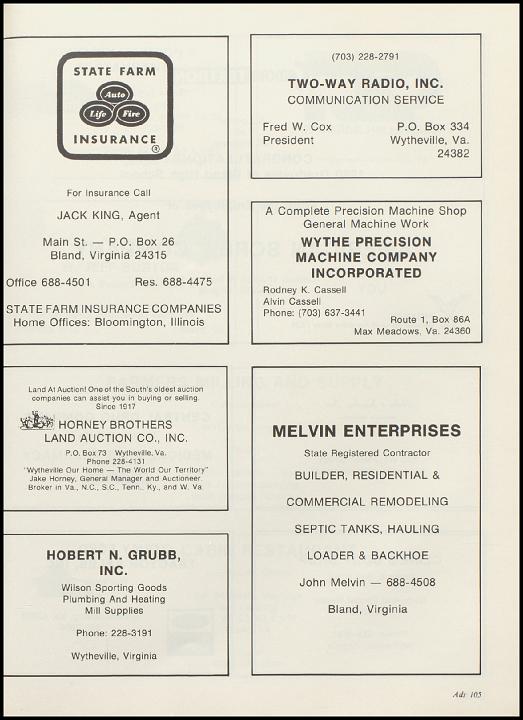 STATE FARM
Auto
Life Fire
INSURANCE
®
For Insurance Call
JACK KING, Agent
Main St. — P.O. Box 26
Bland, Virginia 24315
Office 688-4501 Res. 688-4475
STATE FARM INSURANCE COMPANIES
Home Offices: Bloomington, Illinois
Land At Auction! One of the South's oldest auction
companies can assist you in buying or selling.
Since 1917
HORNEY BROTHERS
LAND AUCTION CO., INC.
P.O. Box 73 Wytheville, Va.
Phone 228-4131
"Wytheville Our Home — The World Our Territory"
Jake Horney, General Manager and Auctioneer.
Broker in Va., N.C., S.C., Tenn., Ky., and W. Va.
HOBERT N. GRUBB,
INC.
Wilson Sporting Goods
Plumbing And Heating
Mill Supplies
Phone: 228-3191
Wytheville, Virginia
(703) 228-2791
TWO-WAY RADIO, INC.
COMMUNICATION SERVICE
Fred W. Cox P.O. Box 334
President Wytheville, Va.
24382
A Complete Precision Machine Shop
General Machine Work
WYTHE PRECISION
MACHINE COMPANY
INCORPORATED
Rodney K. Cassell
Alvin Cassell
Phone: (703) 637-3441
Route 1, Box 86A
Max Meadows, Va. 24360
MELVIN ENTERPRISES
State Registered Contractor
BUILDER, RESIDENTIAL &
COMMERCIAL REMODELING
SEPTIC TANKS, HAULING
LOADER & BACKHOE
John Melvin — 688-4508
Bland, Virginia
Ads 105